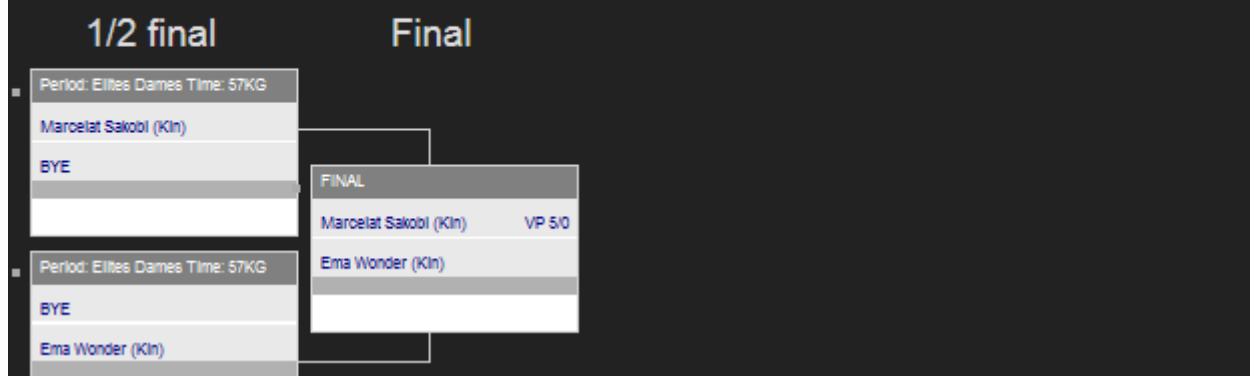 1/2 final
Final
Period: Elites Dames Time: 57KG
Marcelat Sakobi (Kin)
BYE
FINAL
Marcelat Sakobi (Kin) VP 5/0
Ema Wonder (Kin)
Period: Elites Dames Time: 57KG
BYE
Ema Wonder (Kin)